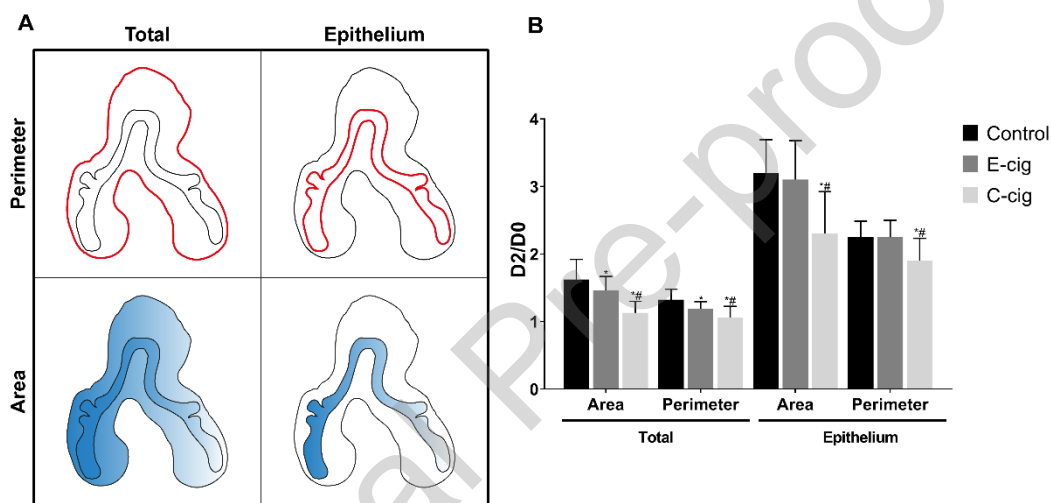 A
Total
Epithelium
Perimeter
Area
B
D2/D0
4
3
2
1
0
*
*#
*
*#
*#
*#
Area
Perimeter
Area
Perimeter
Total
Epithelium
Control
E-cig
C-cig
al Pre-proo